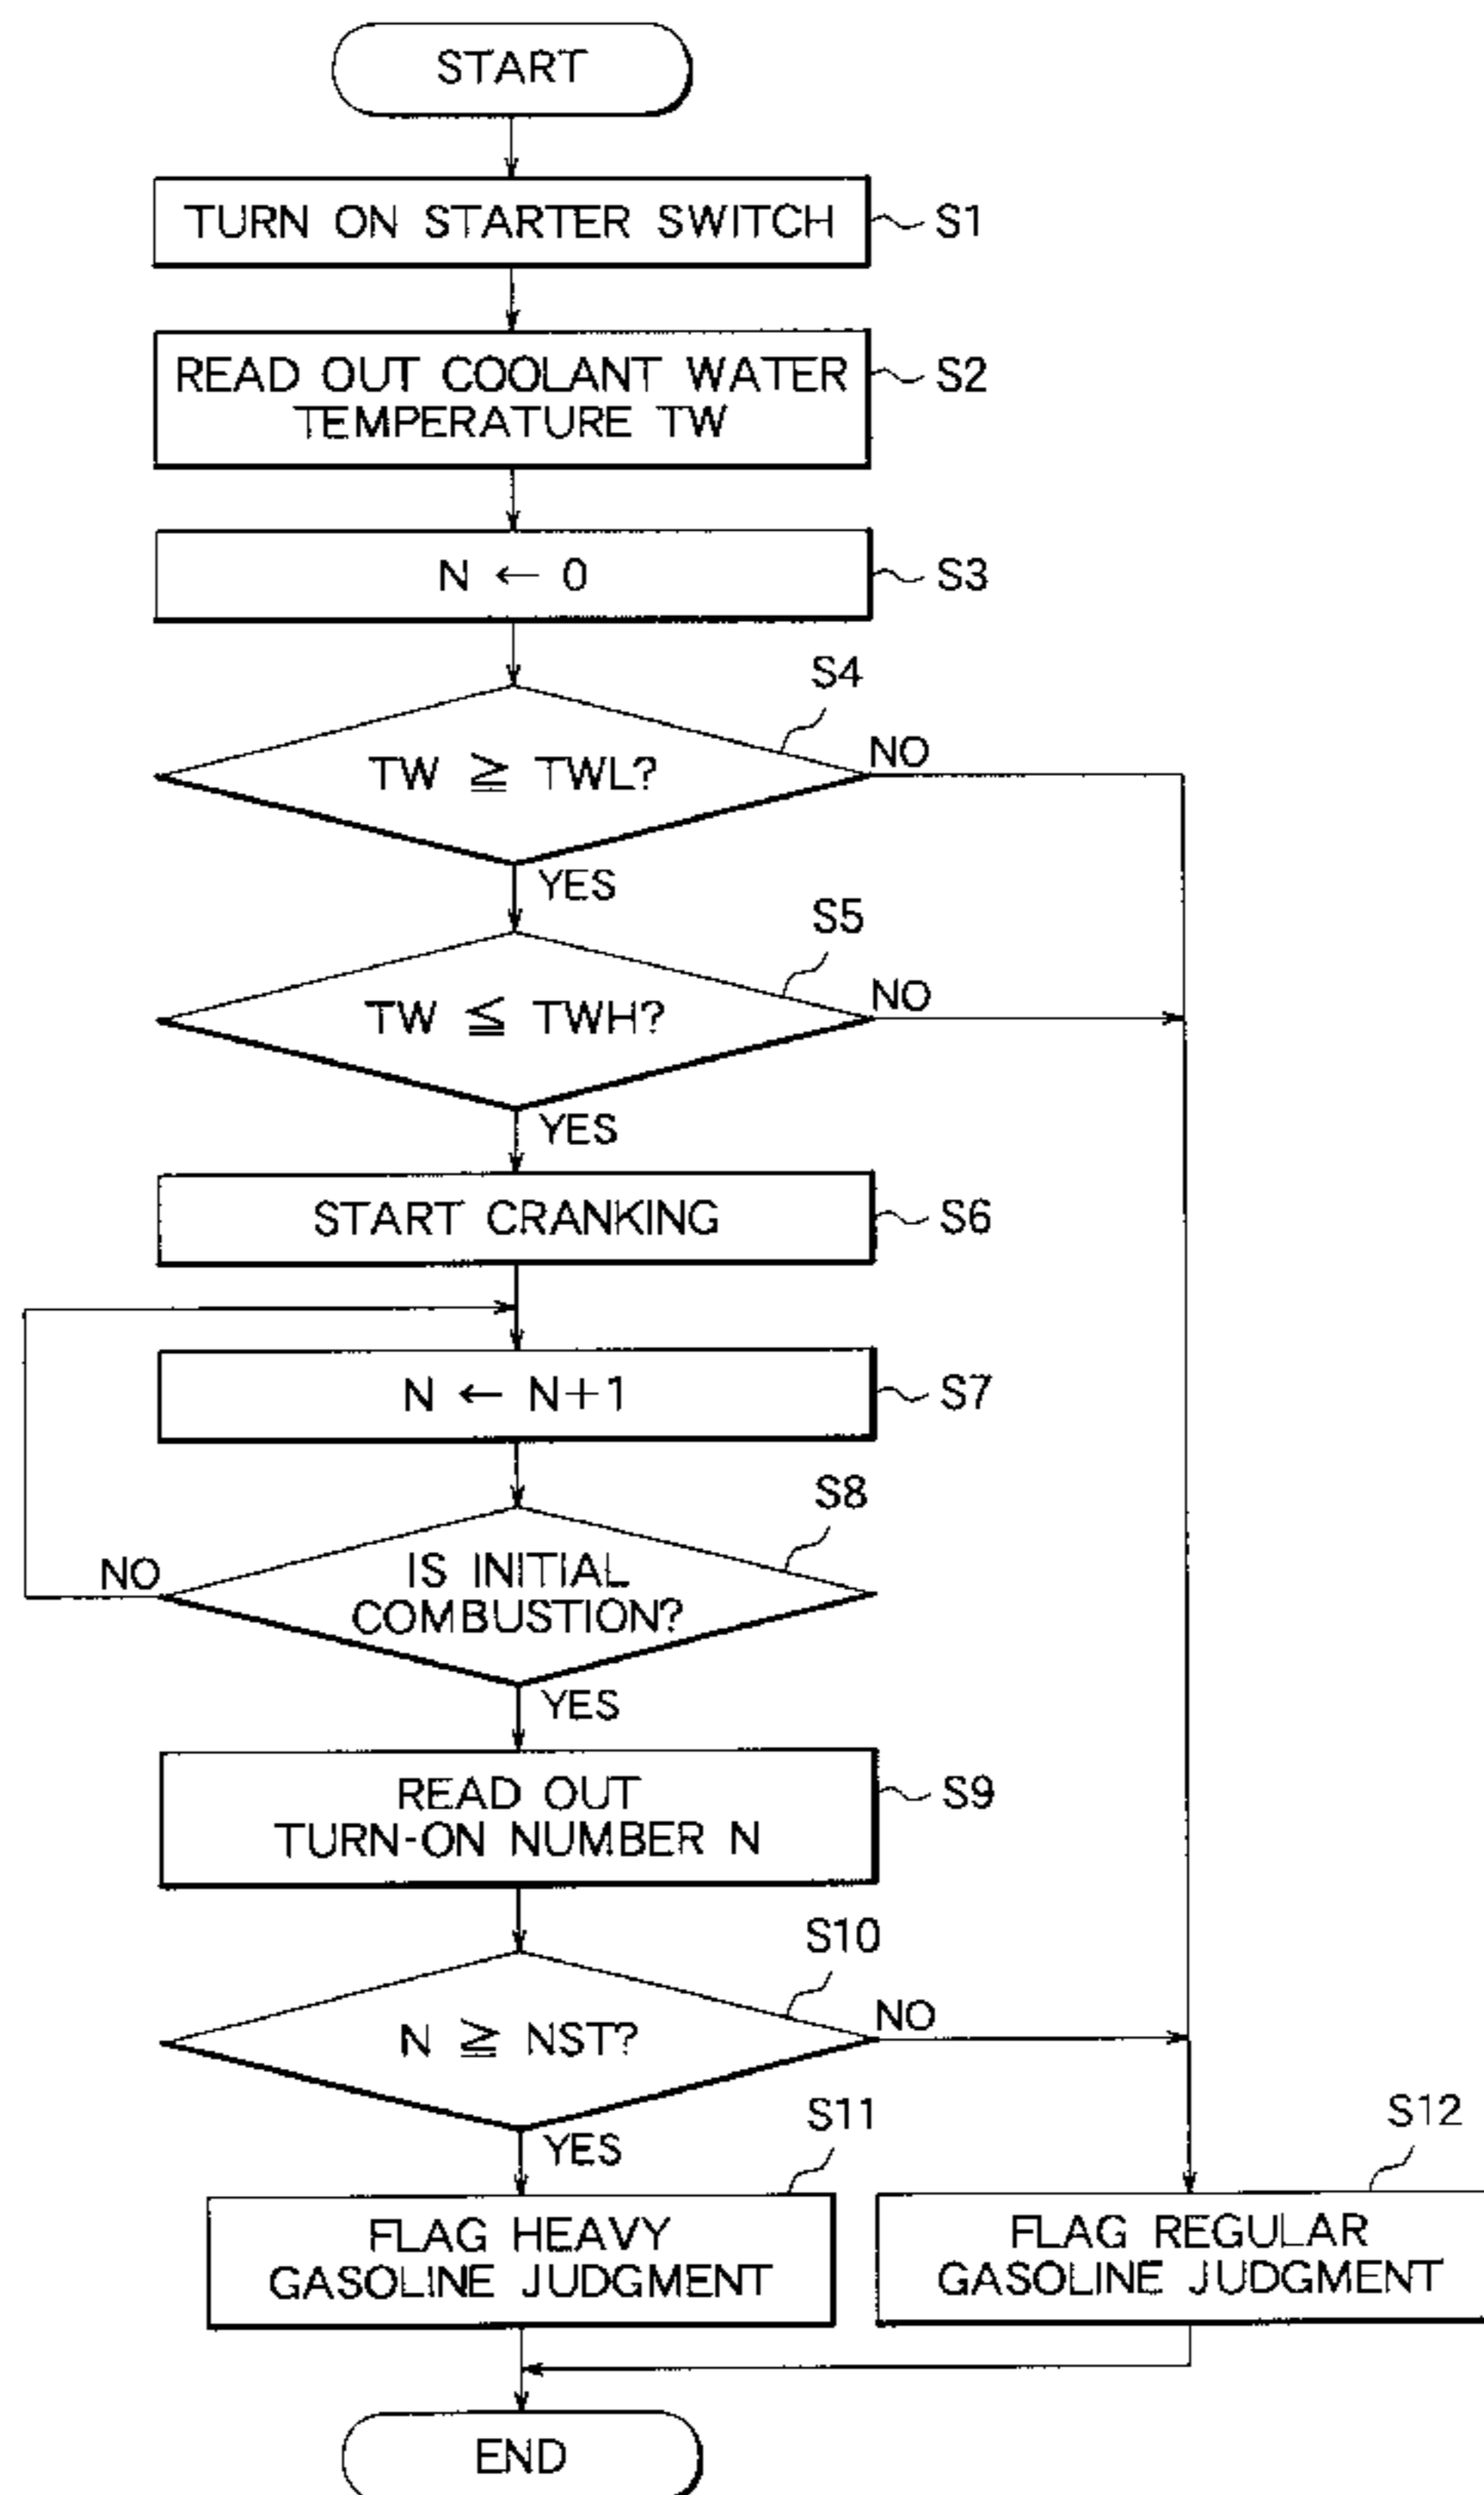 START
TURN ON STARTER SWITCH
S1
READ OUT COOLANT WATER
TEMPERATURE TW
S2
N ← 0
S3
S4
TW ≧ TWL?
NO
YES
S5
TW ≦ TWH?
NO
YES
START CRANKING
S6
N ← N+1
S7
S8
IS INITIAL
COMBUSTION?
NO
YES
READ OUT
TURN-ON NUMBER N
S9
S10
N ≧ NST?
NO
YES
S11
FLAG HEAVY
GASOLINE JUDGMENT
S12
FLAG REGULAR
GASOLINE JUDGMENT
END